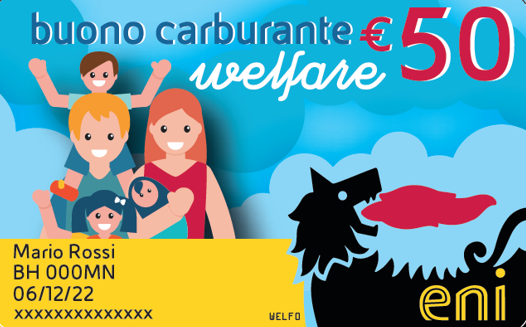 buono carburante €50
welfare
Mario Rossi
BH 000MN
06/12/22
xxxxxxxxxxxxxx
WELFO
eni